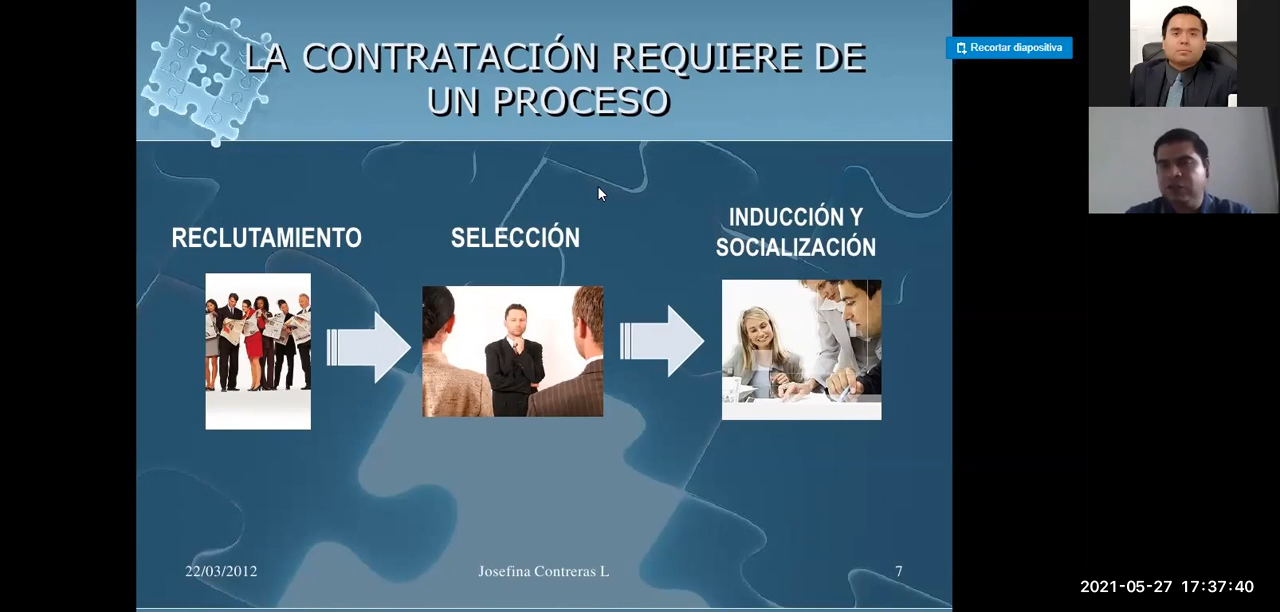 LA CONTRATACIÓN REQUIERE DE
UN PROCESO
Recortar diapositiva
RECLUTAMIENTO
SELECCIÓN
INDUCCIÓN Y
SOCIALIZACIÓN
22/03/2012
Josefina Contreras L
7
2021-05-27 17:37:40